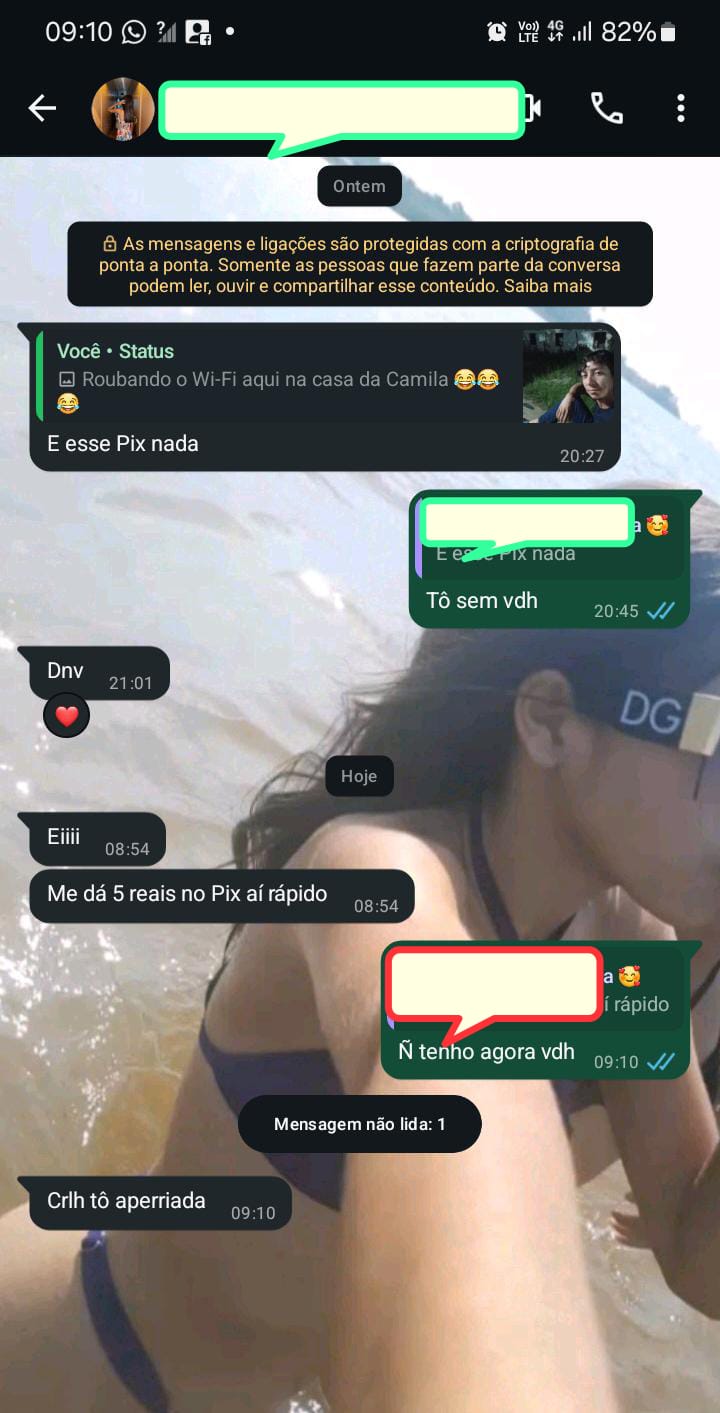 09:10
Vo)) 4G
LTE
82%
Ontem
As mensagens e ligações são protegidas com a criptografia de
ponta a ponta. Somente as pessoas que fazem parte da conversa
podem ler, ouvir e compartilhar esse conteúdo. Saiba mais
Você • Status
Roubando o Wi-Fi aqui na casa da Camila 😂😂
😂
E esse Pix nada
20:27
a 🥰
E esse Pix nada
Tô sem vdh
20:45
Dnv
21:01
❤️
Hoje
Eiiii
08:54
Me dá 5 reais no Pix aí rápido
08:54
a 🥰
í rápido
Ñ tenho agora vdh
09:10
Mensagem não lida: 1
Crlh tô aperriada
09:10
DG